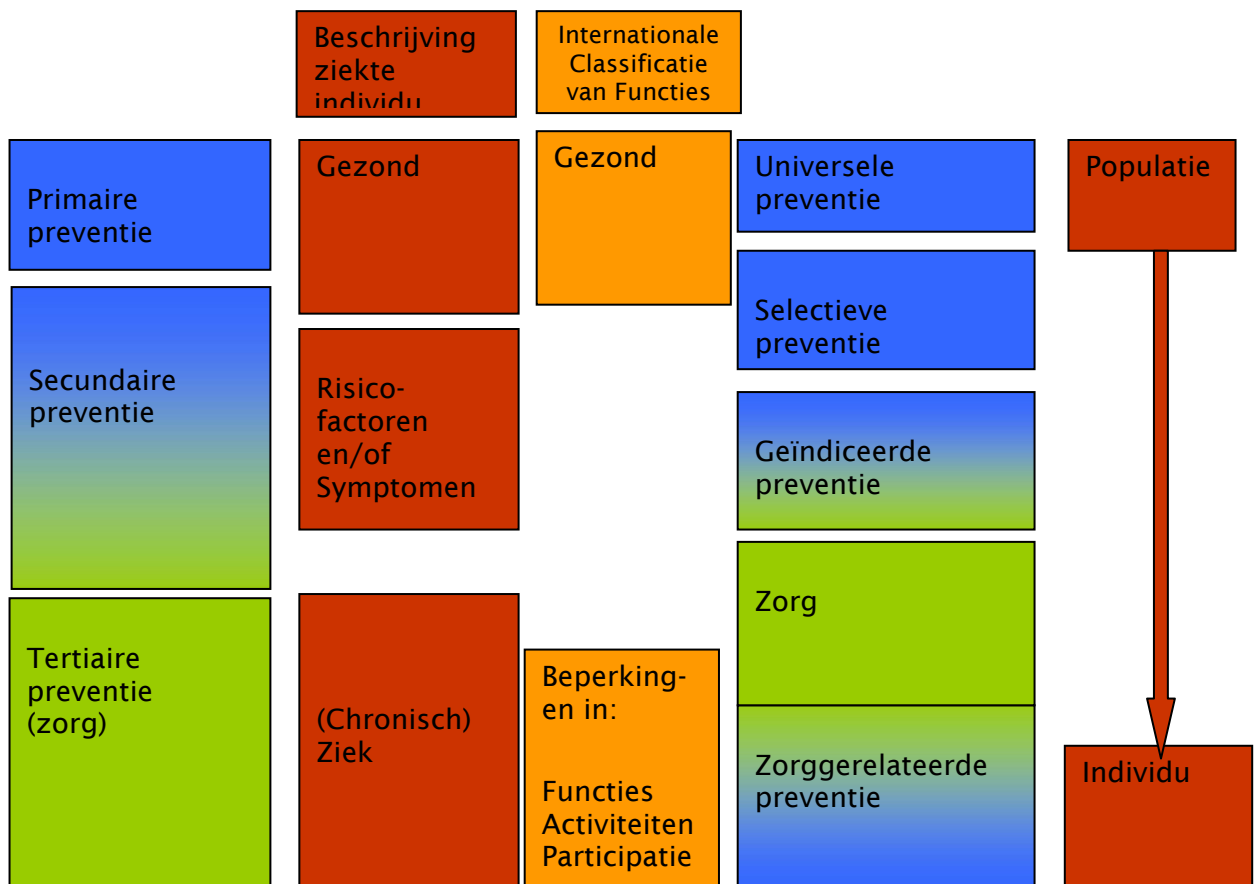 Beschrijving
ziekte
individu
Internationale
Classificatie
van Functies
Primaire
preventie
Gezond
Gezond
Universele
preventie
Populatie
Selectieve
preventie
Secundaire
preventie
Risico-
factoren
en/of
Symptomen
Geïndiceerde
preventie
Zorg
Tertiaire
preventie
(zorg)
(Chronisch)
Ziek
Beperking-
en in:
Functies
Activiteiten
Participatie
Zorggerelateerde
preventie
Individu